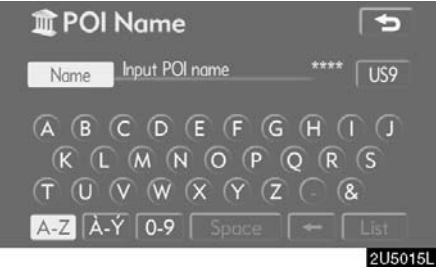 POI Name
Name Input POI name **** US9
A B C D E F G H I J
K L M N O P Q R S
T U V W X Y Z - &
A-Z À-Ý 0-9 Space ← List
2U5015L